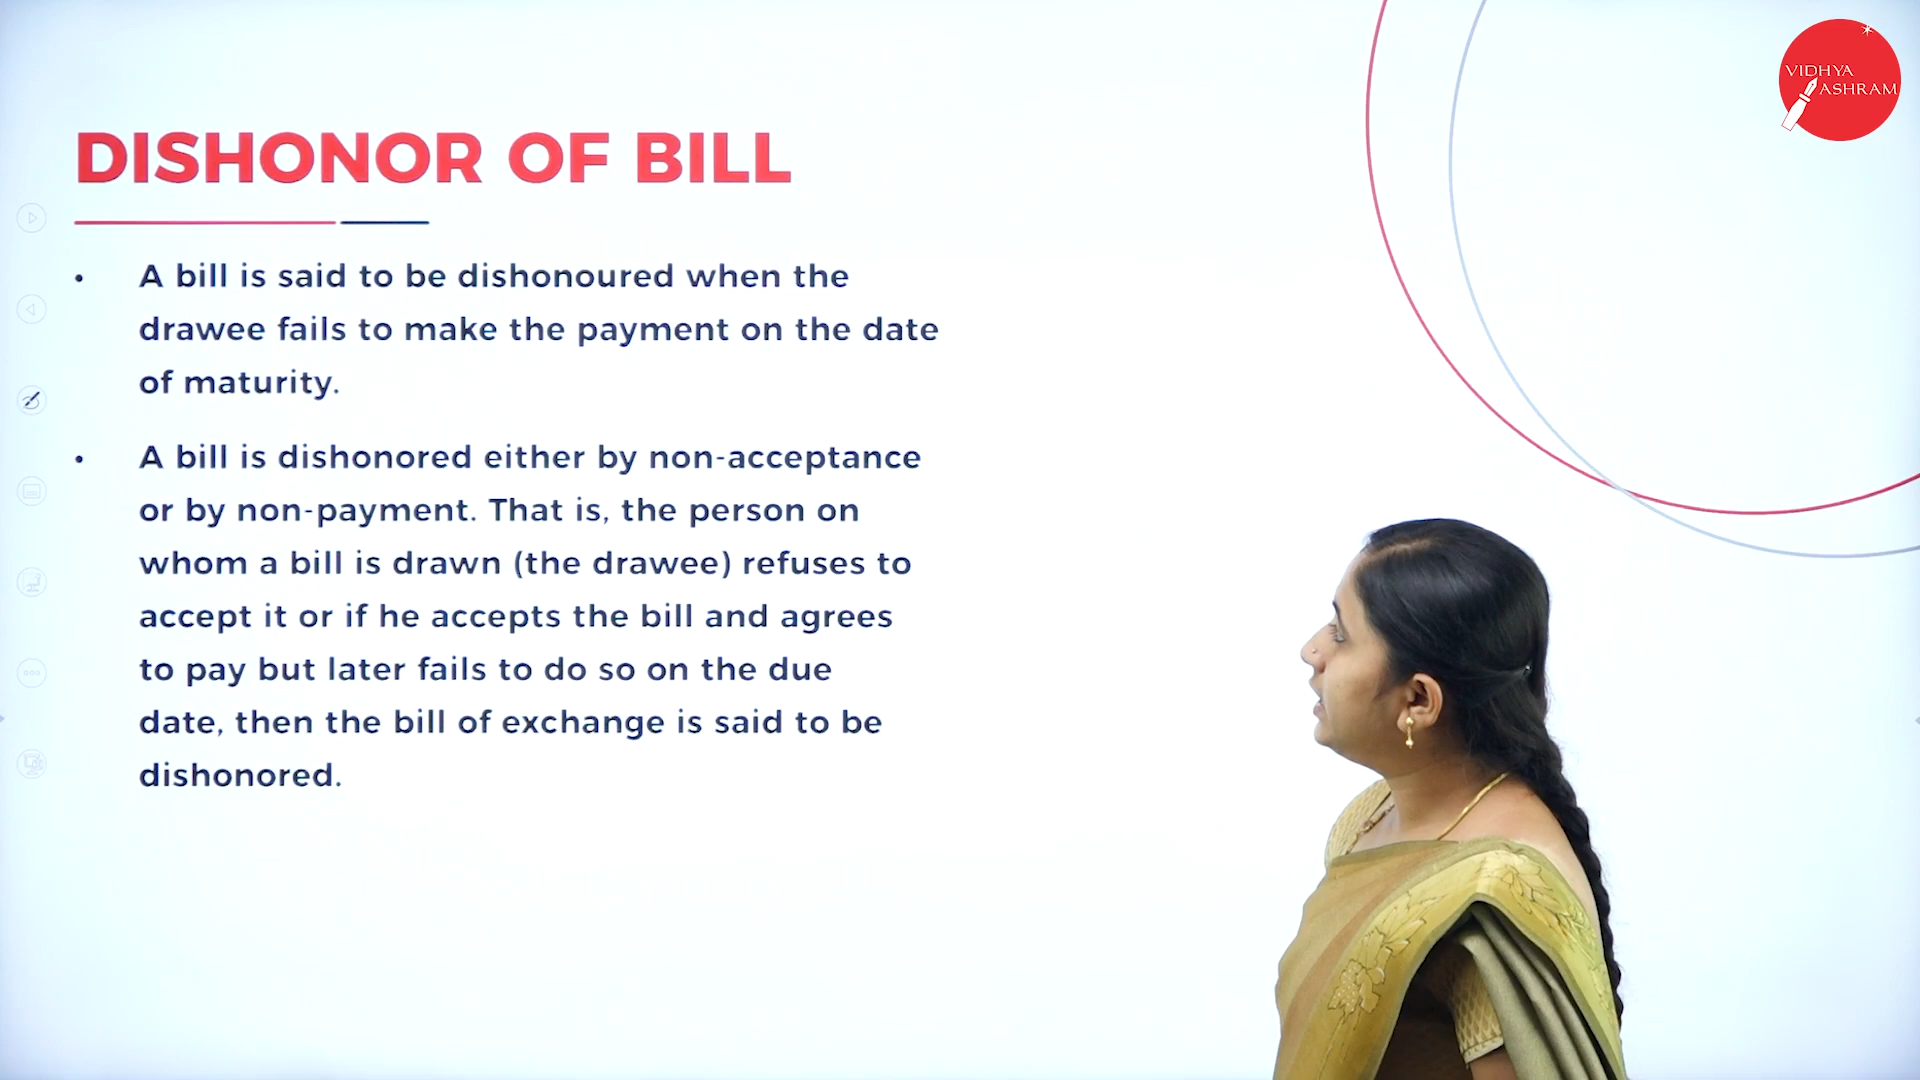 VIDHYA
ASHRAM
DISHONOR OF BILL
• A bill is said to be dishonoured when the
drawee fails to make the payment on the date
of maturity.
• A bill is dishonored either by non-acceptance
or by non-payment. That is, the person on
whom a bill is drawn (the drawee) refuses to
accept it or if he accepts the bill and agrees
to pay but later fails to do so on the due
date, then the bill of exchange is said to be
dishonored.